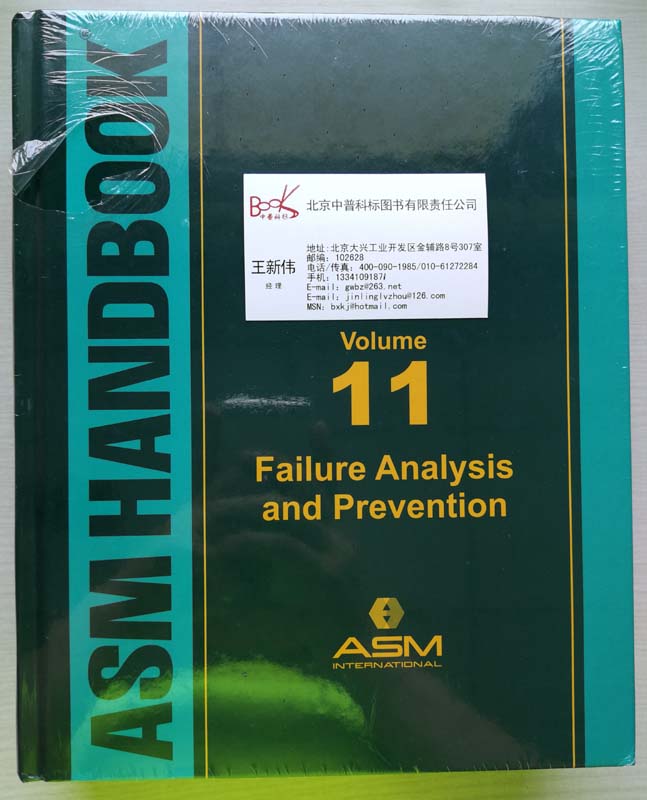 ASM HANDBOOK®
BookS
中普科标
北京中普科标图书有限责任公司
王新伟
经理
地址:北京大兴工业开发区金辅路8号307室
邮编: 102628
电话/传真: 400-090-1985/010-61272284
手机: 13341091871
E-mail: gwbz@263.net
E-mail: jinlinglvzhou@126.com
MSN: bxkj@hotmail.com
Volume
11
Failure Analysis
and Prevention
ASM
INTERNATIONAL